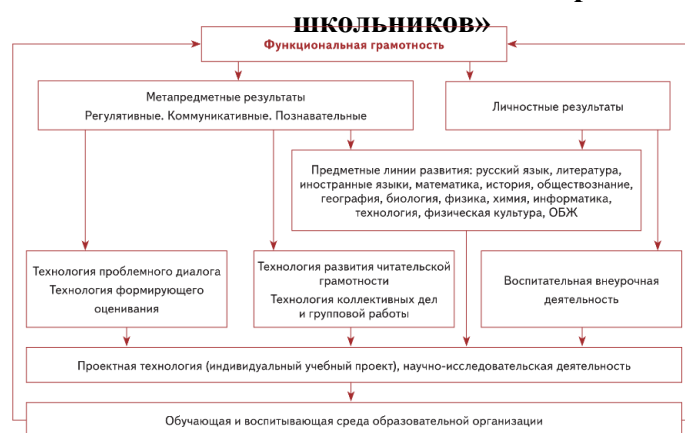 школьников»
Функциональная грамотность
Метапредметные результаты
Регулятивные. Коммуникативные. Познавательные
Личностные результаты
Предметные линии развития: русский язык, литература,
иностранные языки, математика, история, обществознание,
география, биология, физика, химия, информатика,
технология, физическая культура, ОБЖ
Технология проблемного диалога
Технология формирующего
оценивания
Технология развития читательской
грамотности
Технология коллективных дел
и групповой работы
Воспитательная внеурочная
деятельность
Проектная технология (индивидуальный учебный проект), научно-исследовательская деятельность
Обучающая и воспитывающая среда образовательной организации